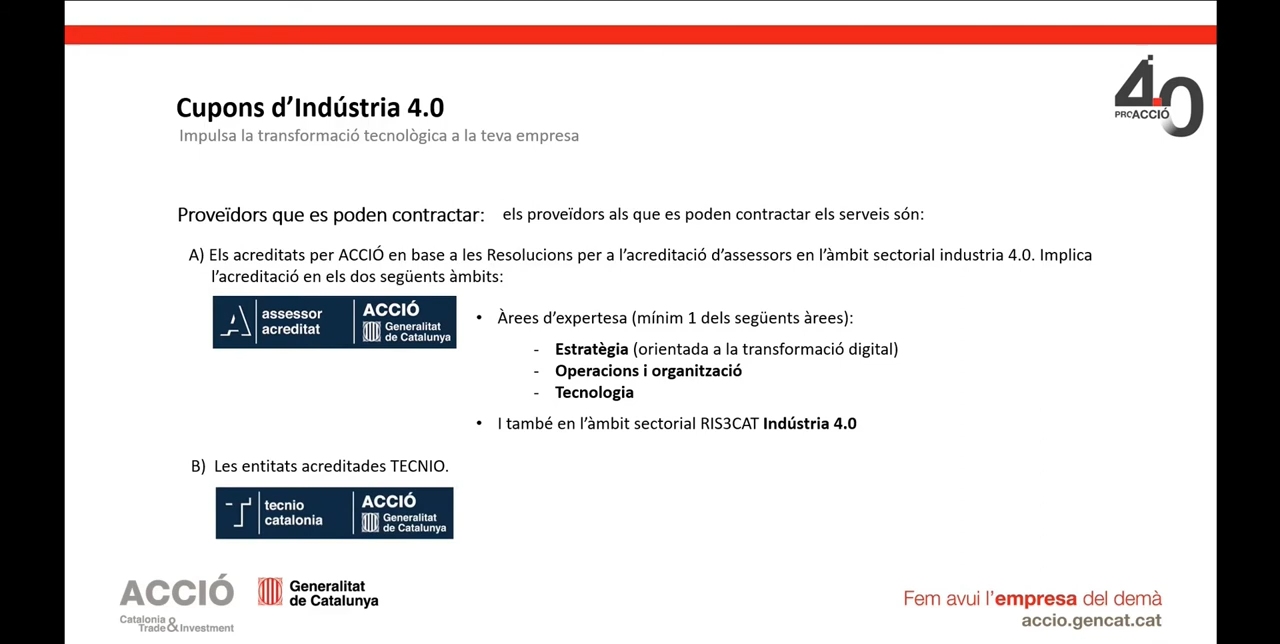 4.0
PROACCIÓ
Cupons d’Indústria 4.0
Impulsa la transformació tecnològica a la teva empresa
Proveïdors que es poden contractar: els proveïdors als que es poden contractar els serveis són:
A) Els acreditats per ACCIÓ en base a les Resolucions per a l’acreditació d’assessors en l’àmbit sectorial industria 4.0. Implica
l’acreditació en els dos següents àmbits:
assessor
acreditat
ACCIÓ
Generalitat
de Catalunya
• Àrees d’expertesa (mínim 1 dels següents àrees):
- Estratègia (orientada a la transformació digital)
- Operacions i organització
- Tecnologia
• I també en l’àmbit sectorial RIS3CAT Indústria 4.0
B) Les entitats acreditades TECNIO.
tecnio
catalonia
ACCIÓ
Generalitat
de Catalunya
ACCIÓ
Catalonia
Trade & Investment
Generalitat
de Catalunya
Fem avui l’empresa del demà
accio.gencat.cat